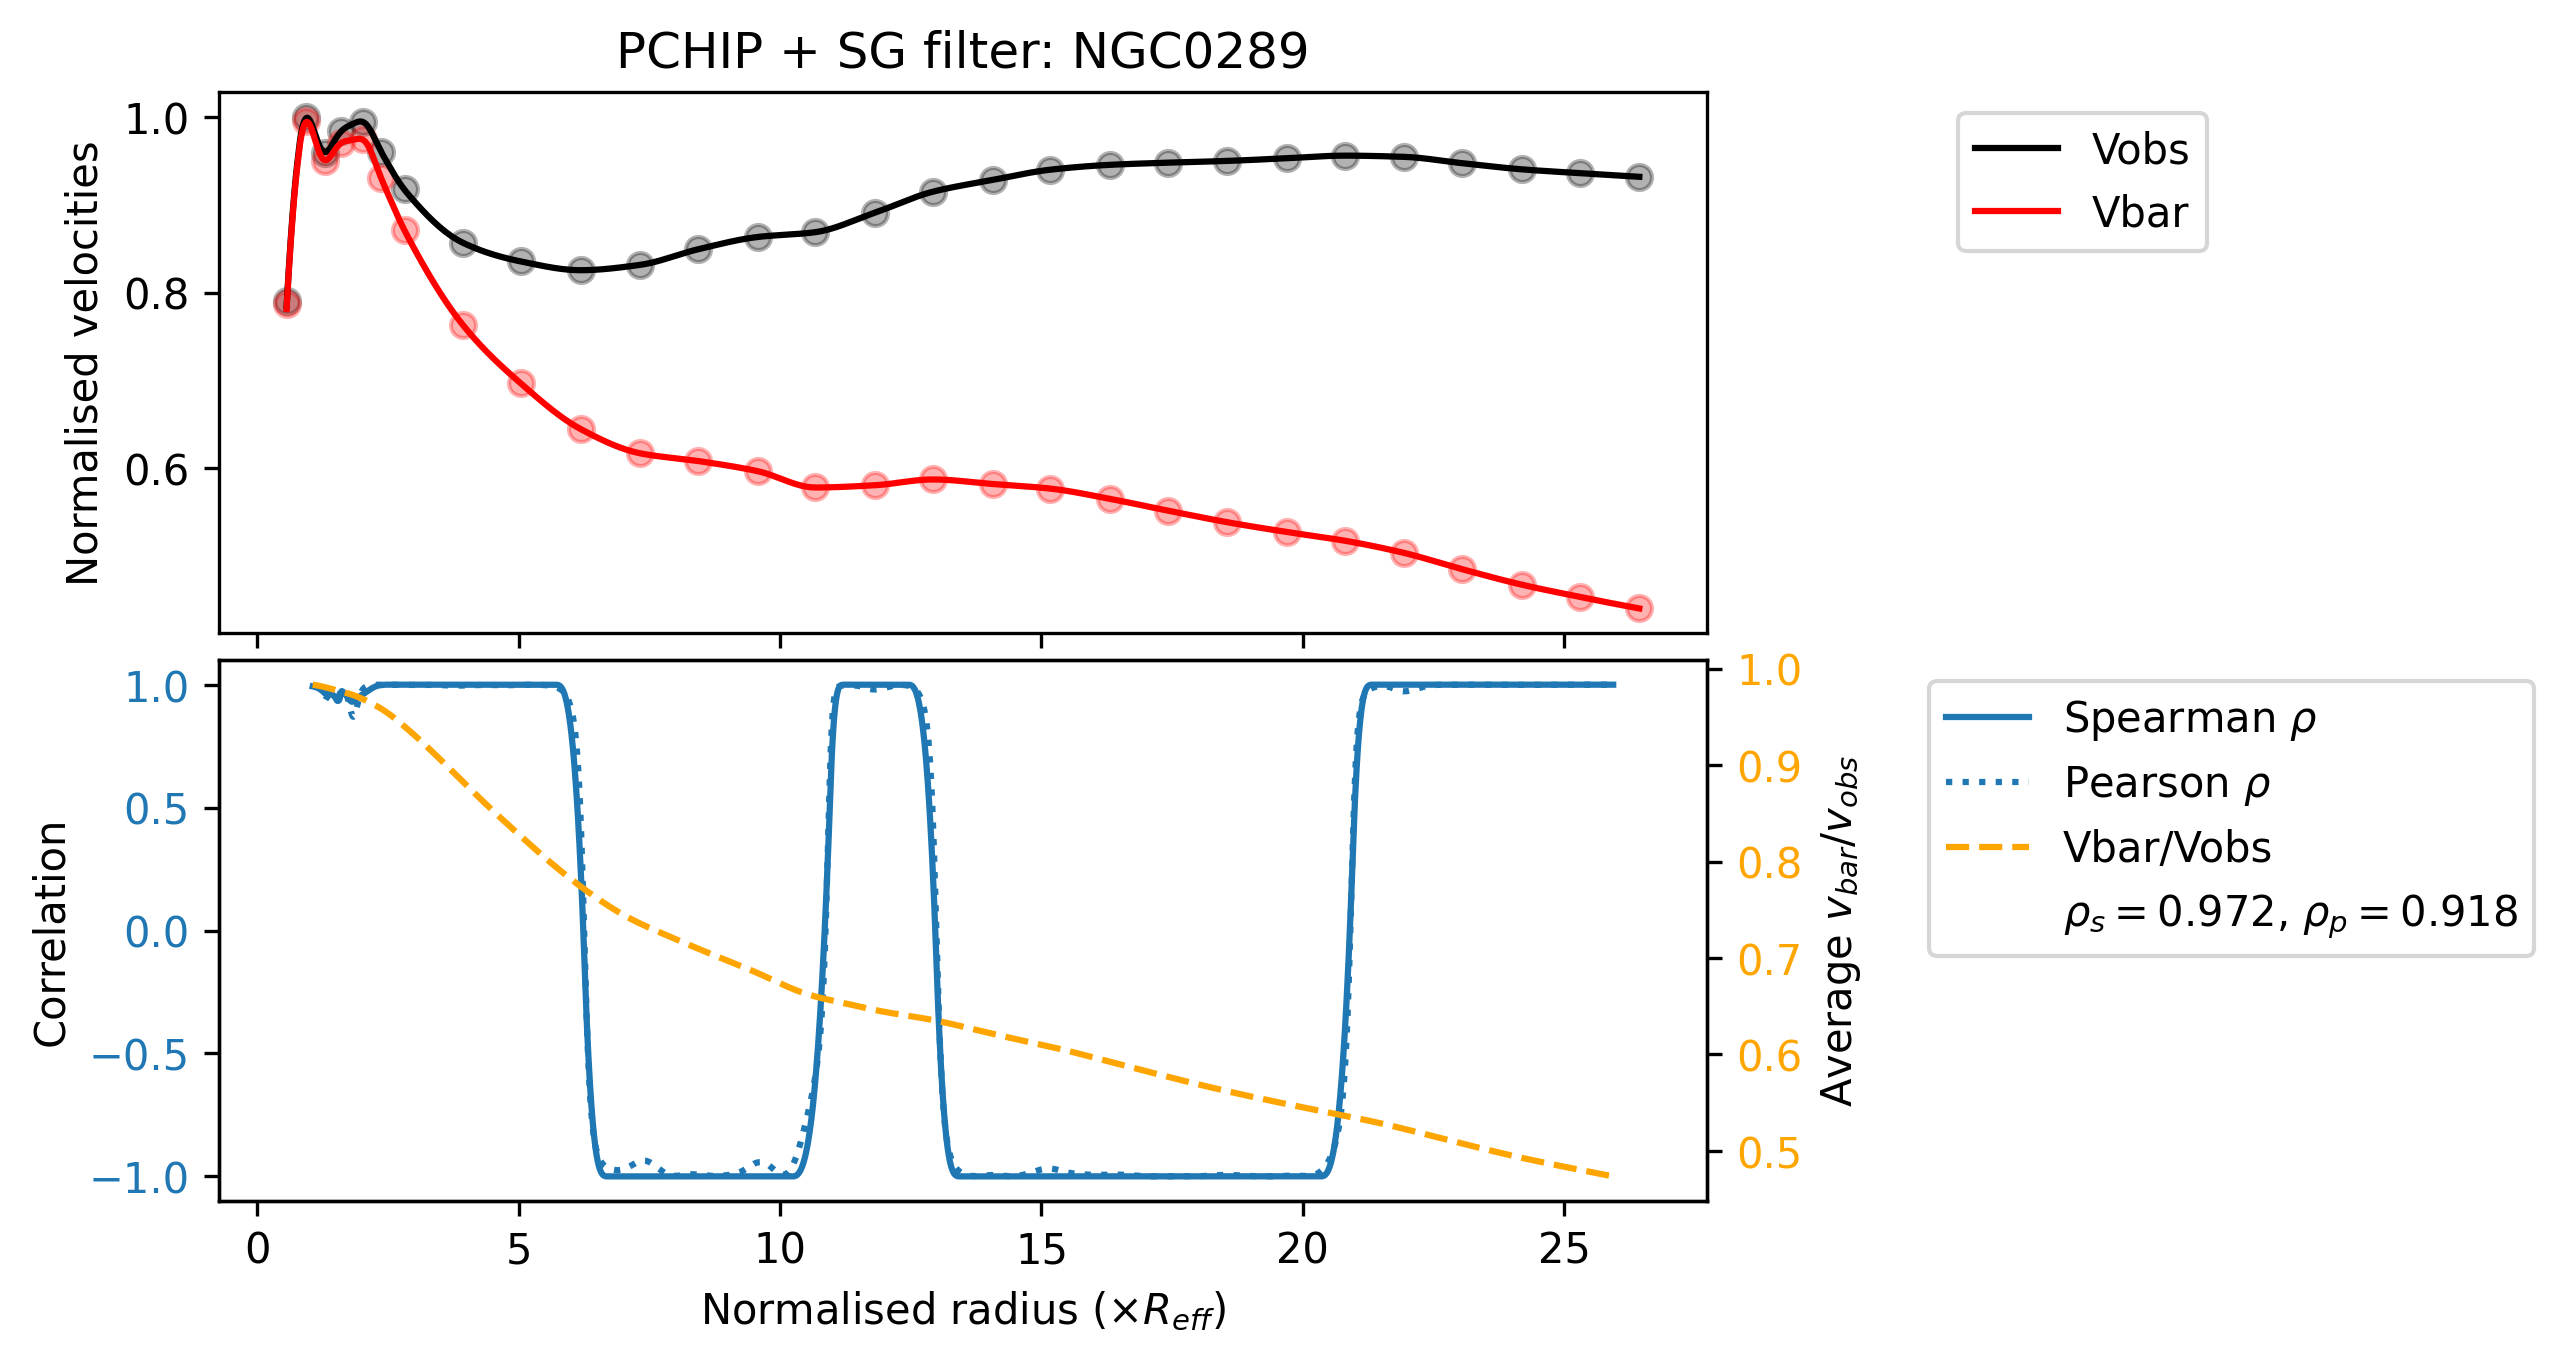 PCHIP + SG filter: NGC0289
Normalised velocities
1.0
0.8
0.6
Vobs
Vbar
Correlation
1.0
0.5
0.0
−0.5
−1.0
1.0
0.9
0.8
0.7
0.6
0.5
Average v_bar/v_obs
Spearman ρ
Pearson ρ
Vbar/Vobs
ρ_s = 0.972, ρ_p = 0.918
0 5 10 15 20 25
Normalised radius (×R_eff)